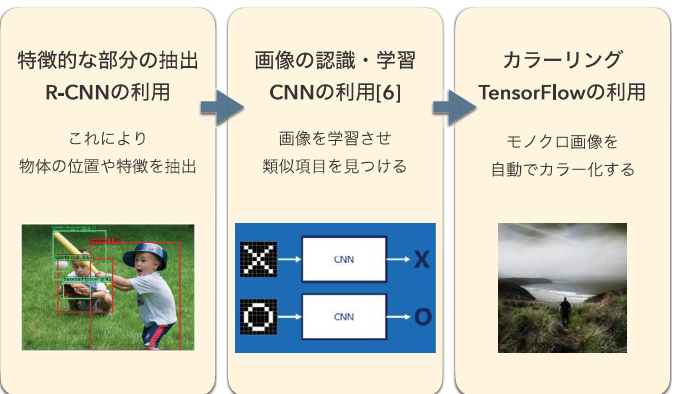 特徴的な部分の抽出
R-CNNの利用
これにより
物体の位置や特徴を抽出
画像の認識・学習
CNNの利用[6]
画像を学習させ
類似項目を見つける
CNN
X
CNN
O
カラーリング
TensorFlowの利用
モノクロ画像を
自動でカラー化する